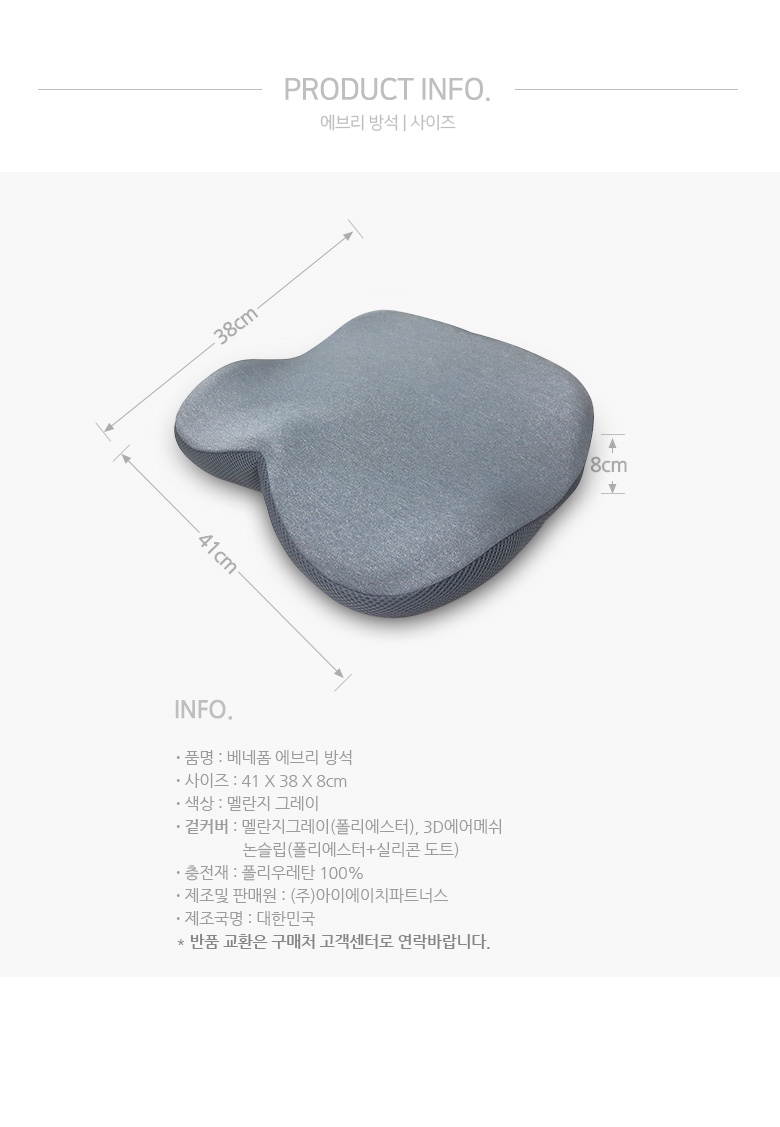 PRODUCT INFO.
에브리 방석 | 사이즈
38cm
8cm
41cm
INFO.
· 품명 : 베네폼 에브리 방석
· 사이즈 : 41 X 38 X 8cm
· 색상 : 멜란지 그레이
· 겉커버 : 멜란지그레이(폴리에스터), 3D에어메쉬
논슬립(폴리에스터+실리콘 도트)
· 충전재 : 폴리우레탄 100%
· 제조및 판매원 : (주)아이에이치파트너스
· 제조국명 : 대한민국
* 반품 교환은 구매처 고객센터로 연락바랍니다.